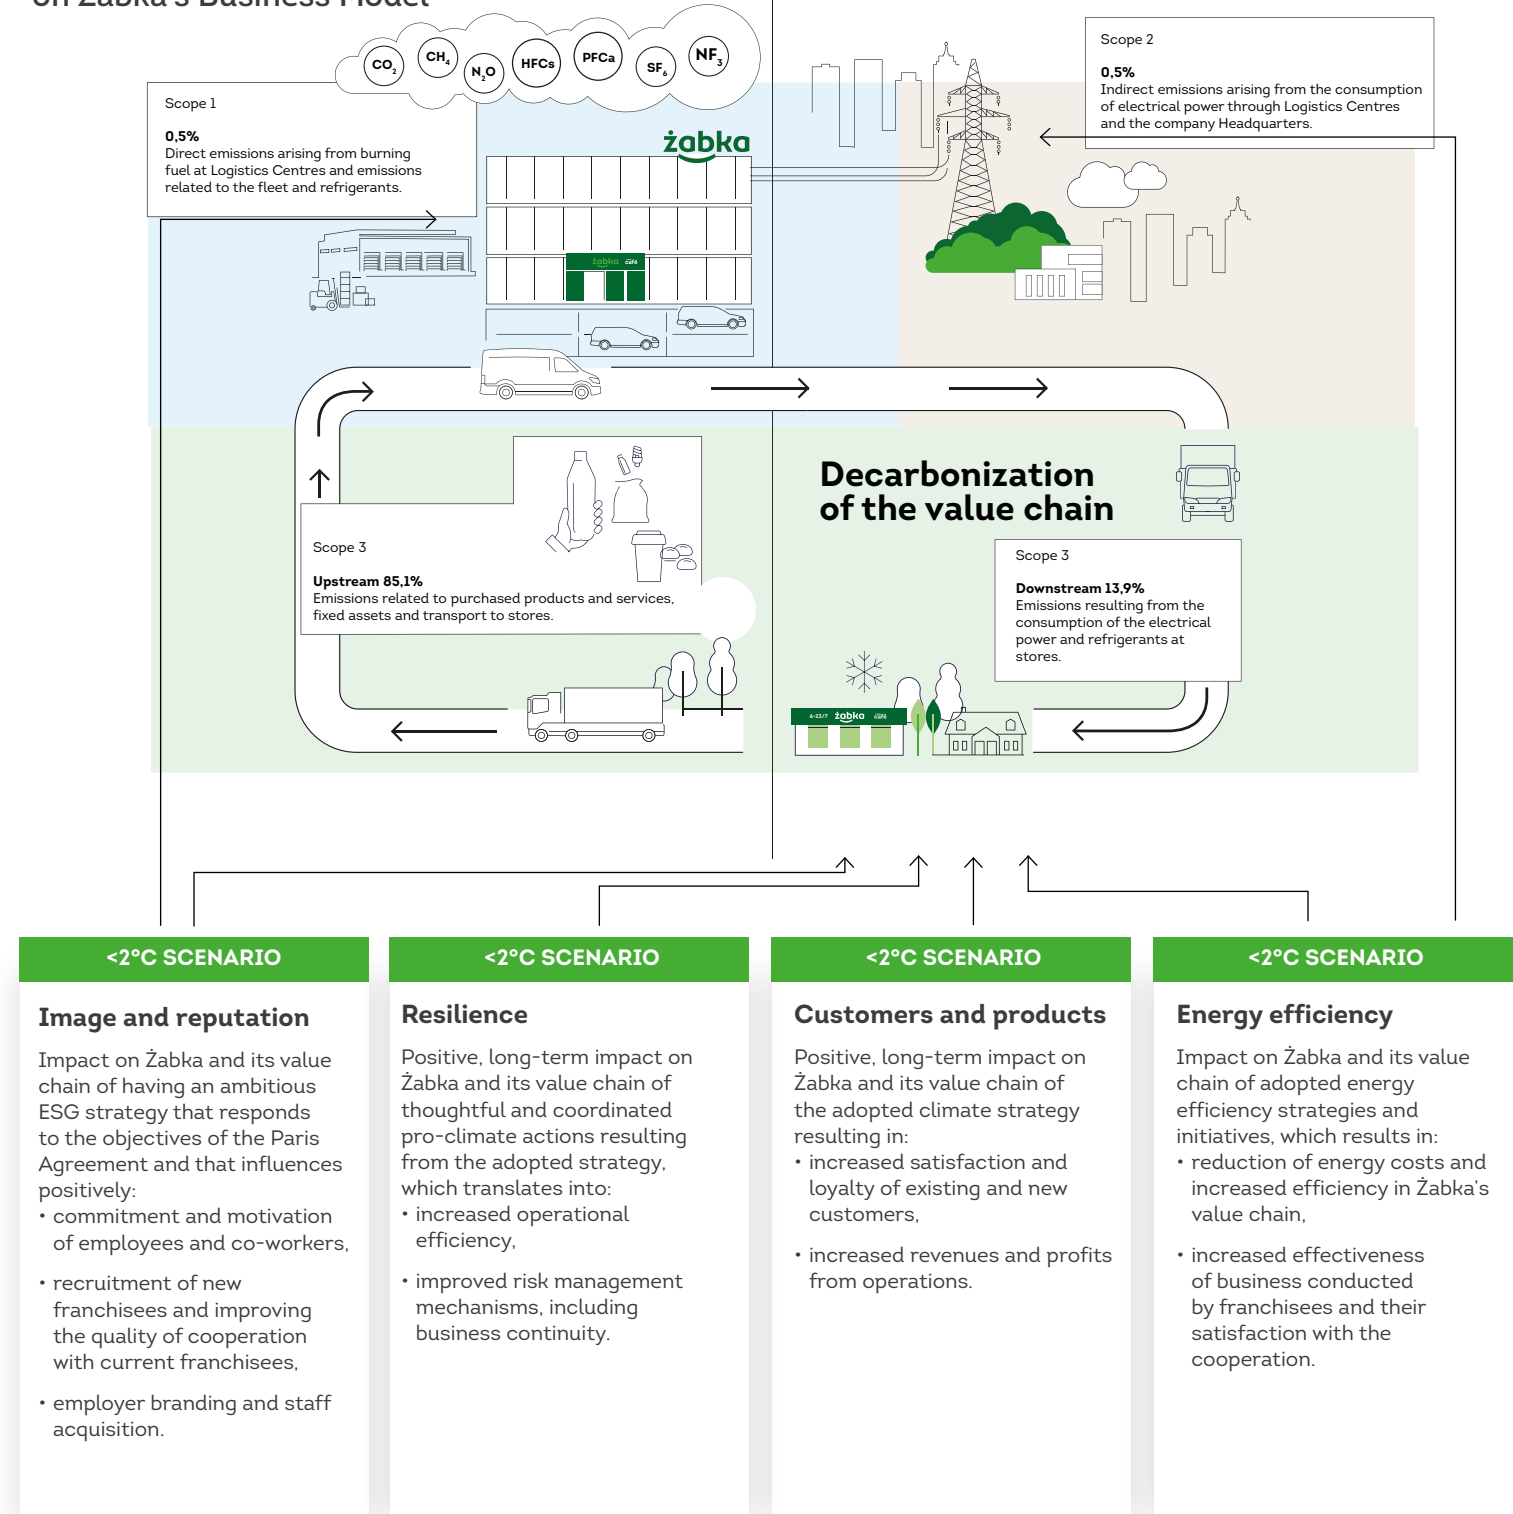 on Żabka's Business Model
CO2
CH4
N2O
HFCs
PFCa
SF6
NF3
Scope 1
0,5%
Direct emissions arising from burning
fuel at Logistics Centres and emissions
related to the fleet and refrigerants.
Scope 2
0,5%
Indirect emissions arising from the consumption
of electrical power through Logistics Centres
and the company Headquarters.
żabka
żabka café
Decarbonization
of the value chain
Scope 3
Upstream 85,1%
Emissions related to purchased products and services,
fixed assets and transport to stores.
Scope 3
Downstream 13,9%
Emissions resulting from the
consumption of the electrical
power and refrigerants at
stores.
6-23/7 żabka café
<2°C SCENARIO
Image and reputation
Impact on Żabka and its value
chain of having an ambitious
ESG strategy that responds
to the objectives of the Paris
Agreement and that influences
positively:
• commitment and motivation
of employees and co-workers,
• recruitment of new
franchisees and improving
the quality of cooperation
with current franchisees,
• employer branding and staff
acquisition.
<2°C SCENARIO
Resilience
Positive, long-term impact on
Żabka and its value chain of
thoughtful and coordinated
pro-climate actions resulting
from the adopted strategy,
which translates into:
• increased operational
efficiency,
• improved risk management
mechanisms, including
business continuity.
<2°C SCENARIO
Customers and products
Positive, long-term impact on
Żabka and its value chain of
the adopted climate strategy
resulting in:
• increased satisfaction and
loyalty of existing and new
customers,
• increased revenues and profits
from operations.
<2°C SCENARIO
Energy efficiency
Impact on Żabka and its value
chain of adopted energy
efficiency strategies and
initiatives, which results in:
• reduction of energy costs and
increased efficiency in Żabka's
value chain,
• increased effectiveness
of business conducted
by franchisees and their
satisfaction with the
cooperation.